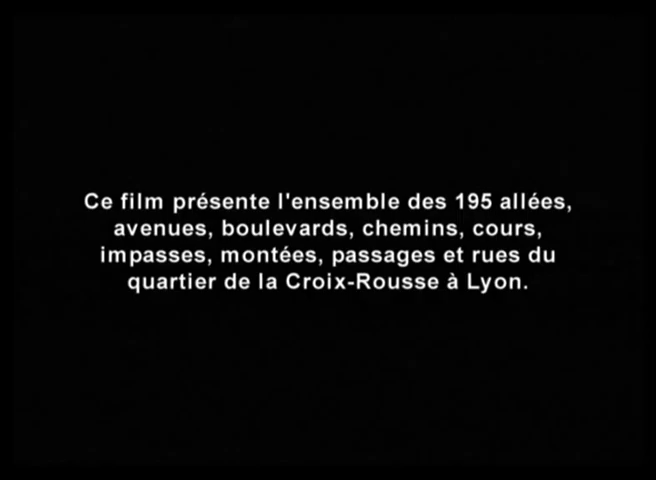 Ce film présente l'ensemble des 195 allées,
avenues, boulevards, chemins, cours,
impasses, montées, passages et rues du
quartier de la Croix-Rousse à Lyon.